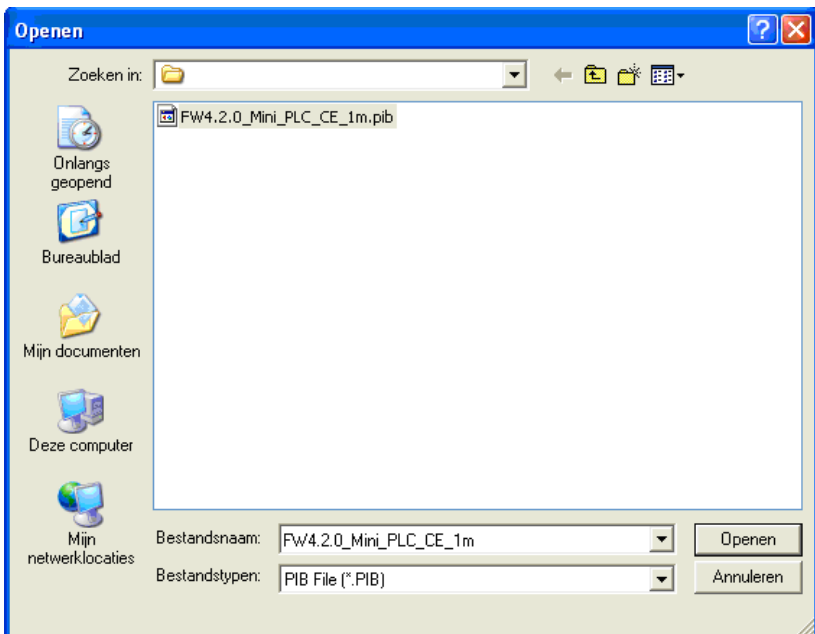 Openen
Zoeken in:
FW4.2.0_Mini_PLC_CE_1m.pib
Onlangs
geopend
Bureaublad
Mijn documenten
Deze computer
Mijn
netwerklocaties
Bestandsnaam: FW4.2.0_Mini_PLC_CE_1m Openen
Bestandstypen: PIB File (*.PIB) Annuleren